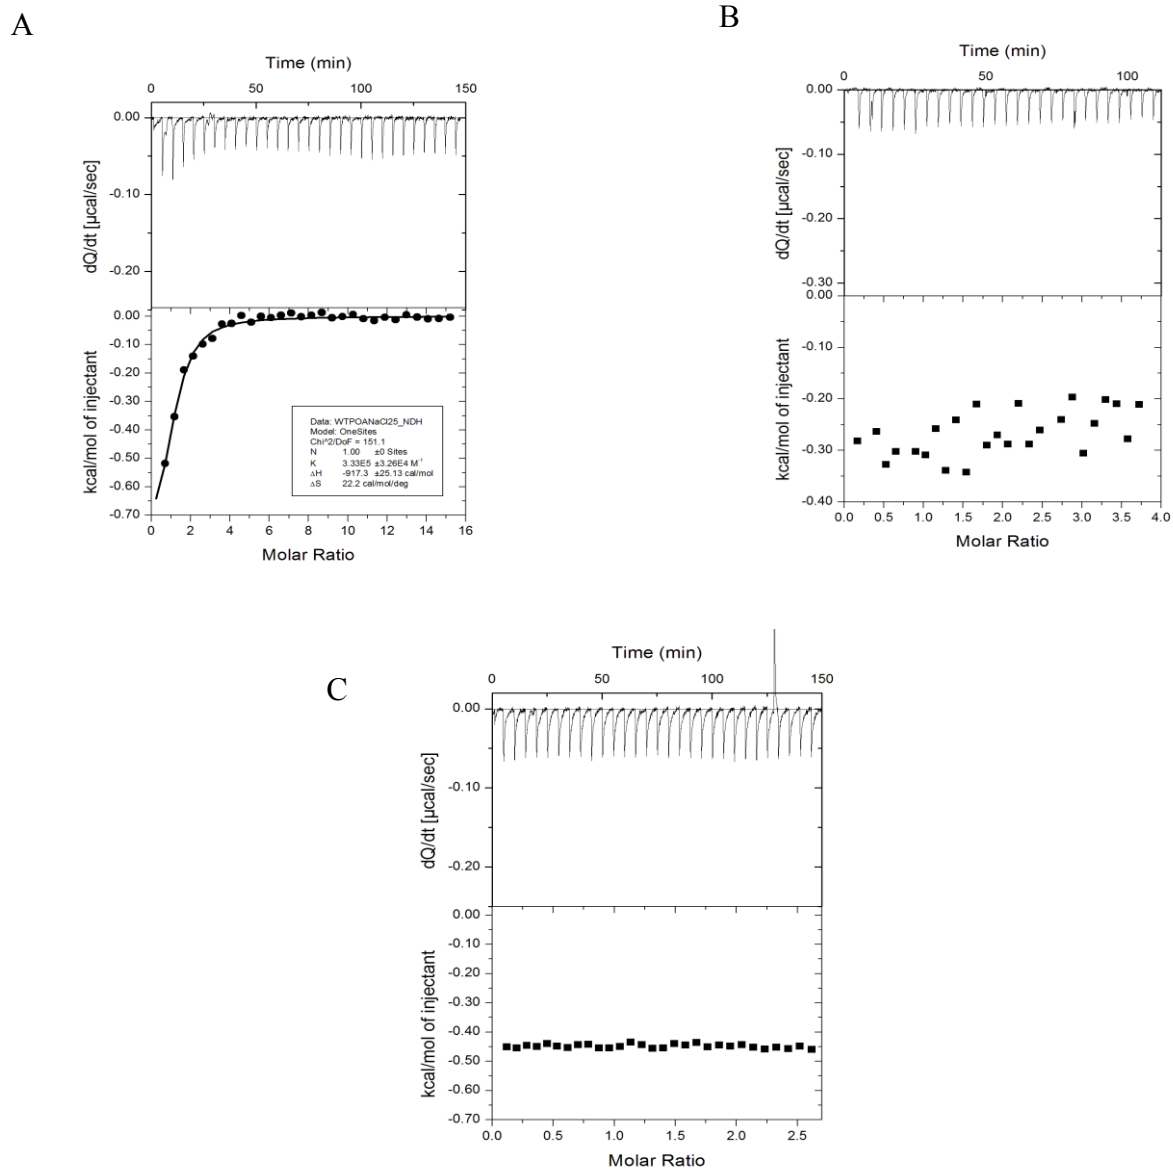 A
Time (min)
0 50 100 150
0.00
-0.10
-0.20
dQ/dt [µcal/sec]
0.00
-0.10
-0.20
-0.30
-0.40
-0.50
-0.60
-0.70
kcal/mol of injectant
Data: WTPOANaCl25_NDH
Model: OneSites
Chi^2/DoF = 151.1
N 1.00 ±0 Sites
K 3.33E5 ±3.26E4 M⁻¹
ΔH -917.3 ±25.13 cal/mol
ΔS 22.2 cal/mol/deg
0 2 4 6 8 10 12 14 16
Molar Ratio
B
Time (min)
0 50 100
0.00
-0.10
-0.20
-0.30
dQ/dt [µcal/sec]
0.00
-0.10
-0.20
-0.30
-0.40
kcal/mol of injectant
0.0 0.5 1.0 1.5 2.0 2.5 3.0 3.5 4.0
Molar Ratio
C
Time (min)
0 50 100 150
0.00
-0.10
-0.20
dQ/dt [µcal/sec]
0.00
-0.10
-0.20
-0.30
-0.40
-0.50
-0.60
-0.70
kcal/mol of injectant
0.0 0.5 1.0 1.5 2.0 2.5
Molar Ratio